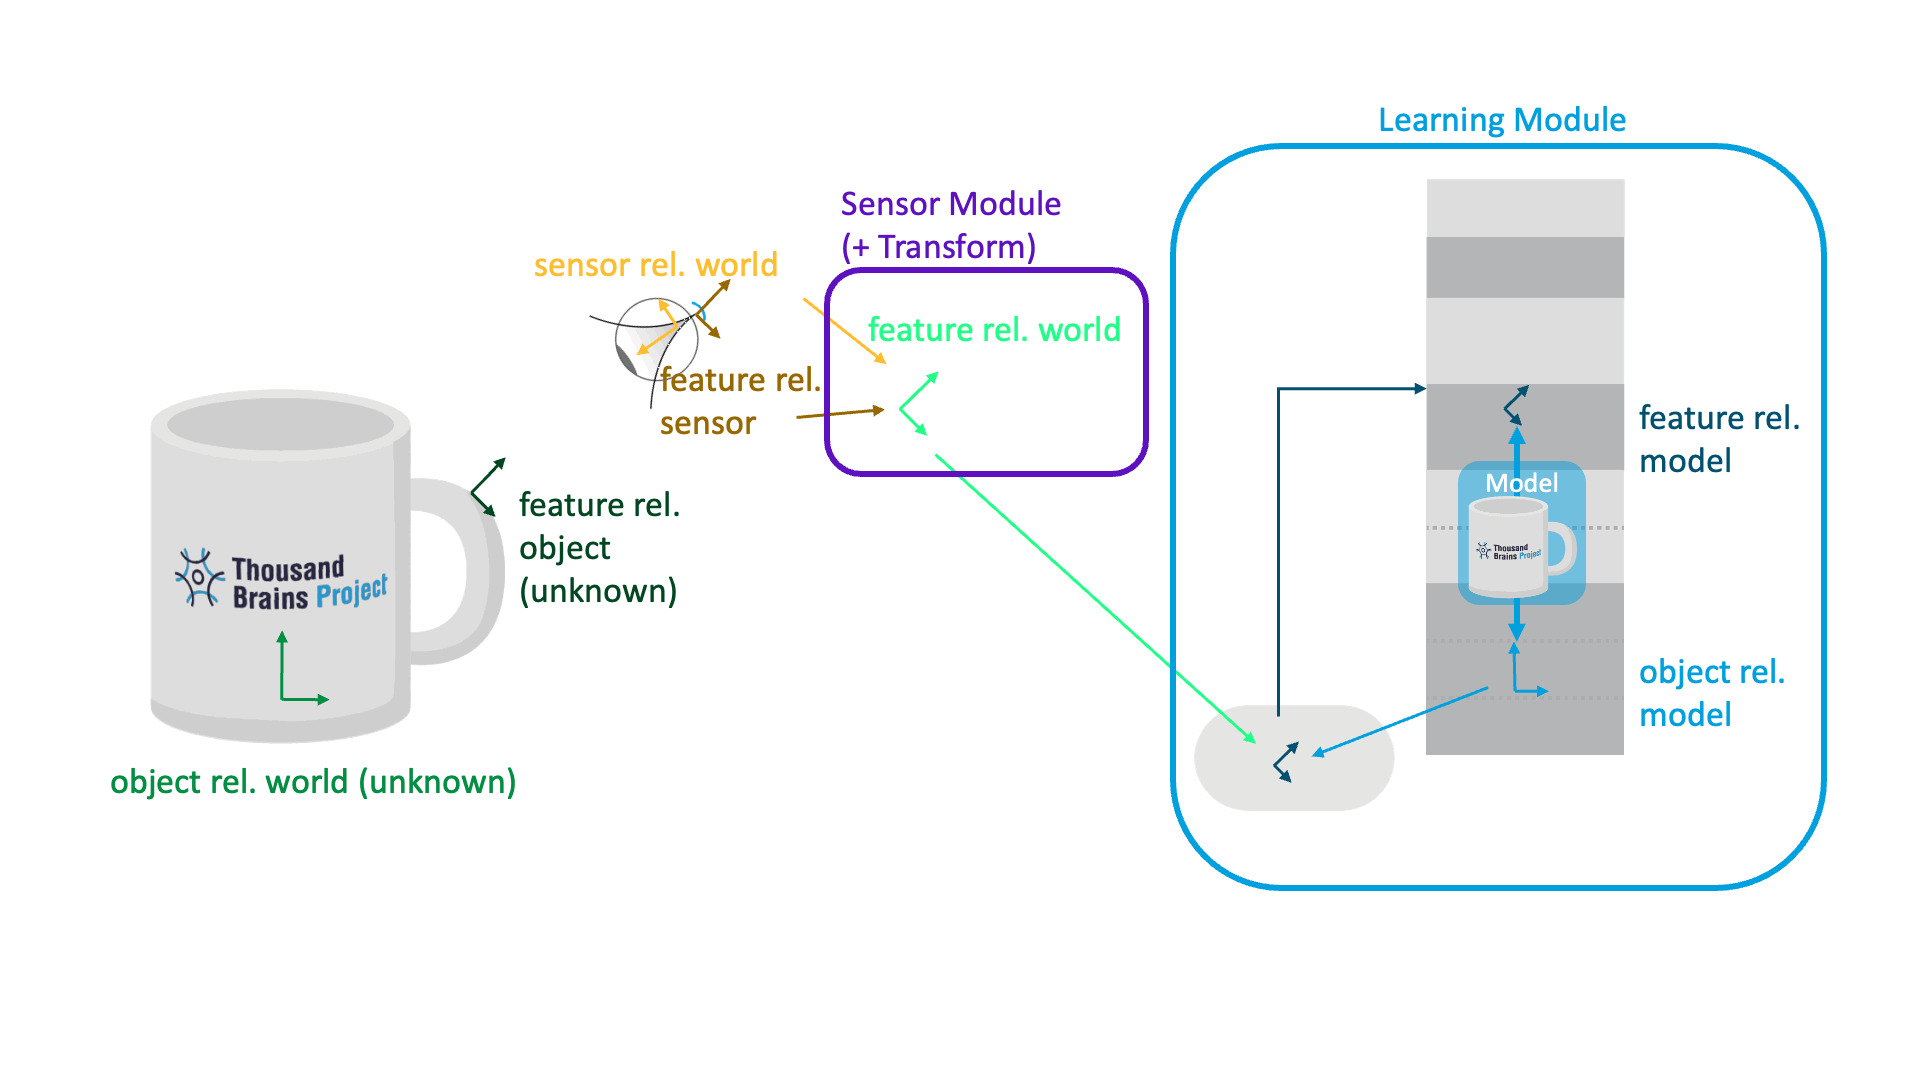 Learning Module
Sensor Module
(+ Transform)
sensor rel. world
feature rel. world
feature rel.
sensor
feature rel.
model
Model
Thousand
Brains Project
feature rel.
object
(unknown)
Thousand
Brains Project
object rel.
model
object rel. world (unknown)